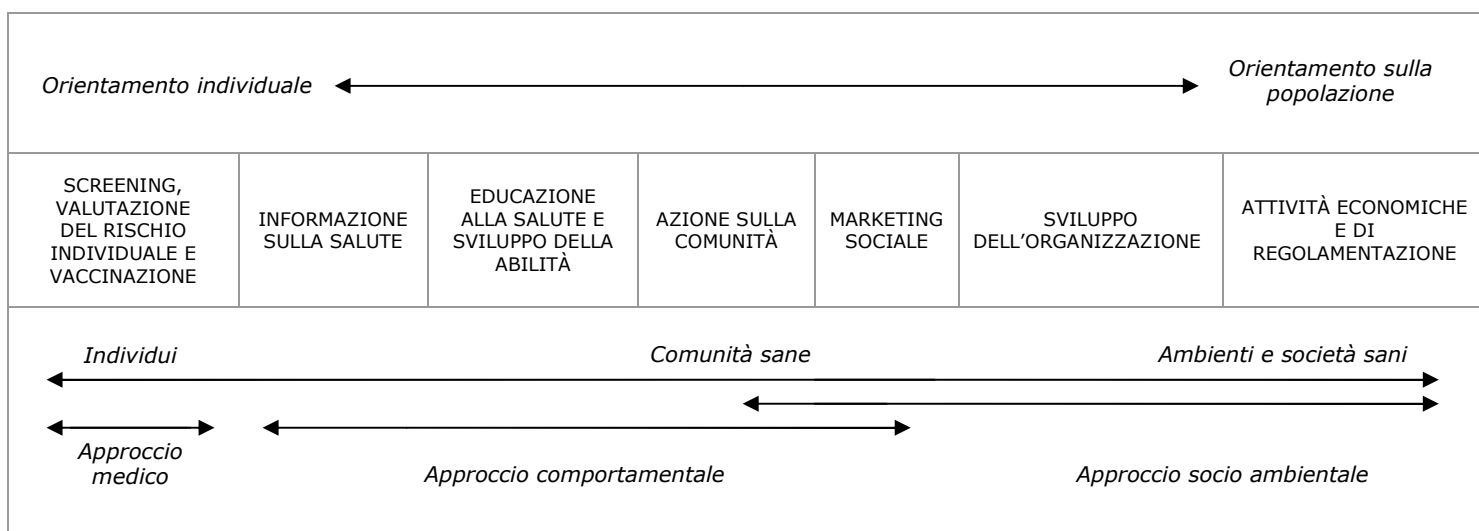 Orientamento individuale
Orientamento sulla
popolazione
SCREENING,
VALUTAZIONE
DEL RISCHIO
INDIVIDUALE E
VACCINAZIONE
INFORMAZIONE
SULLA SALUTE
EDUCAZIONE
ALLA SALUTE E
SVILUPPO DELLA
ABILITÀ
AZIONE SULLA
COMUNITÀ
MARKETING
SOCIALE
SVILUPPO
DELL’ORGANIZZAZIONE
ATTIVITÀ ECONOMICHE
E DI
REGOLAMENTAZIONE
Individui
Comunità sane
Ambienti e società sani
Approccio
medico
Approccio comportamentale
Approccio socio ambientale